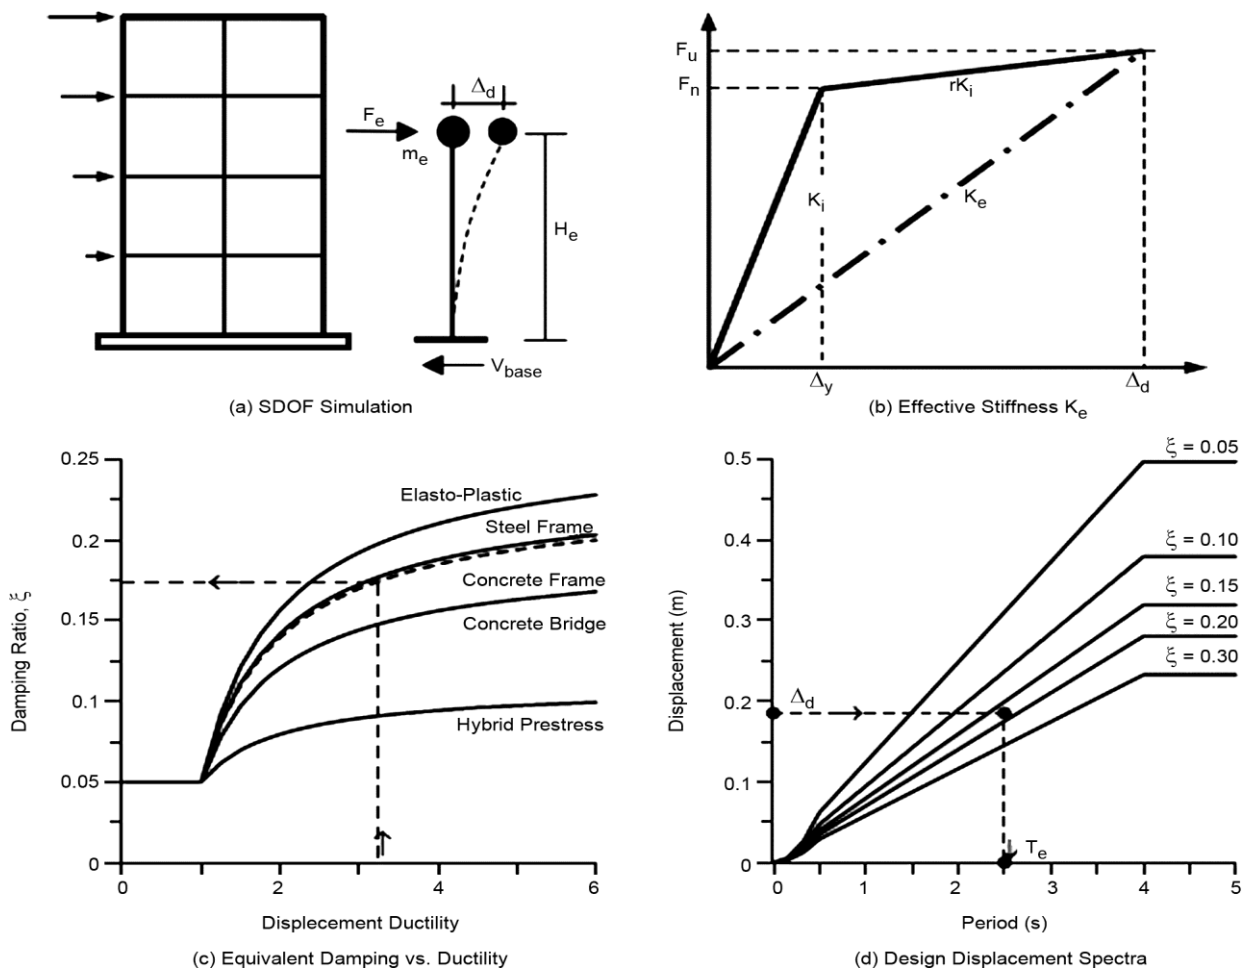 Δd
Fe
me
He
Vbase
(a) SDOF Simulation
Fu
Fn
rKi
Ki
Ke
Δy
Δd
(b) Effective Stiffness Ke
0.25
0.2
0.15
0.1
0.05
0
Damping Ratio, ξ
Elasto-Plastic
Steel Frame
Concrete Frame
Concrete Bridge
Hybrid Prestress
0 2 4 6
Displecement Ductility
(c) Equivalent Damping vs. Ductility
0.5
0.4
0.3
0.2
0.1
0
Displacement (m)
ξ = 0.05
ξ = 0.10
ξ = 0.15
ξ = 0.20
ξ = 0.30
Δd
Te
0 1 2 3 4 5
Period (s)
(d) Design Displacement Spectra